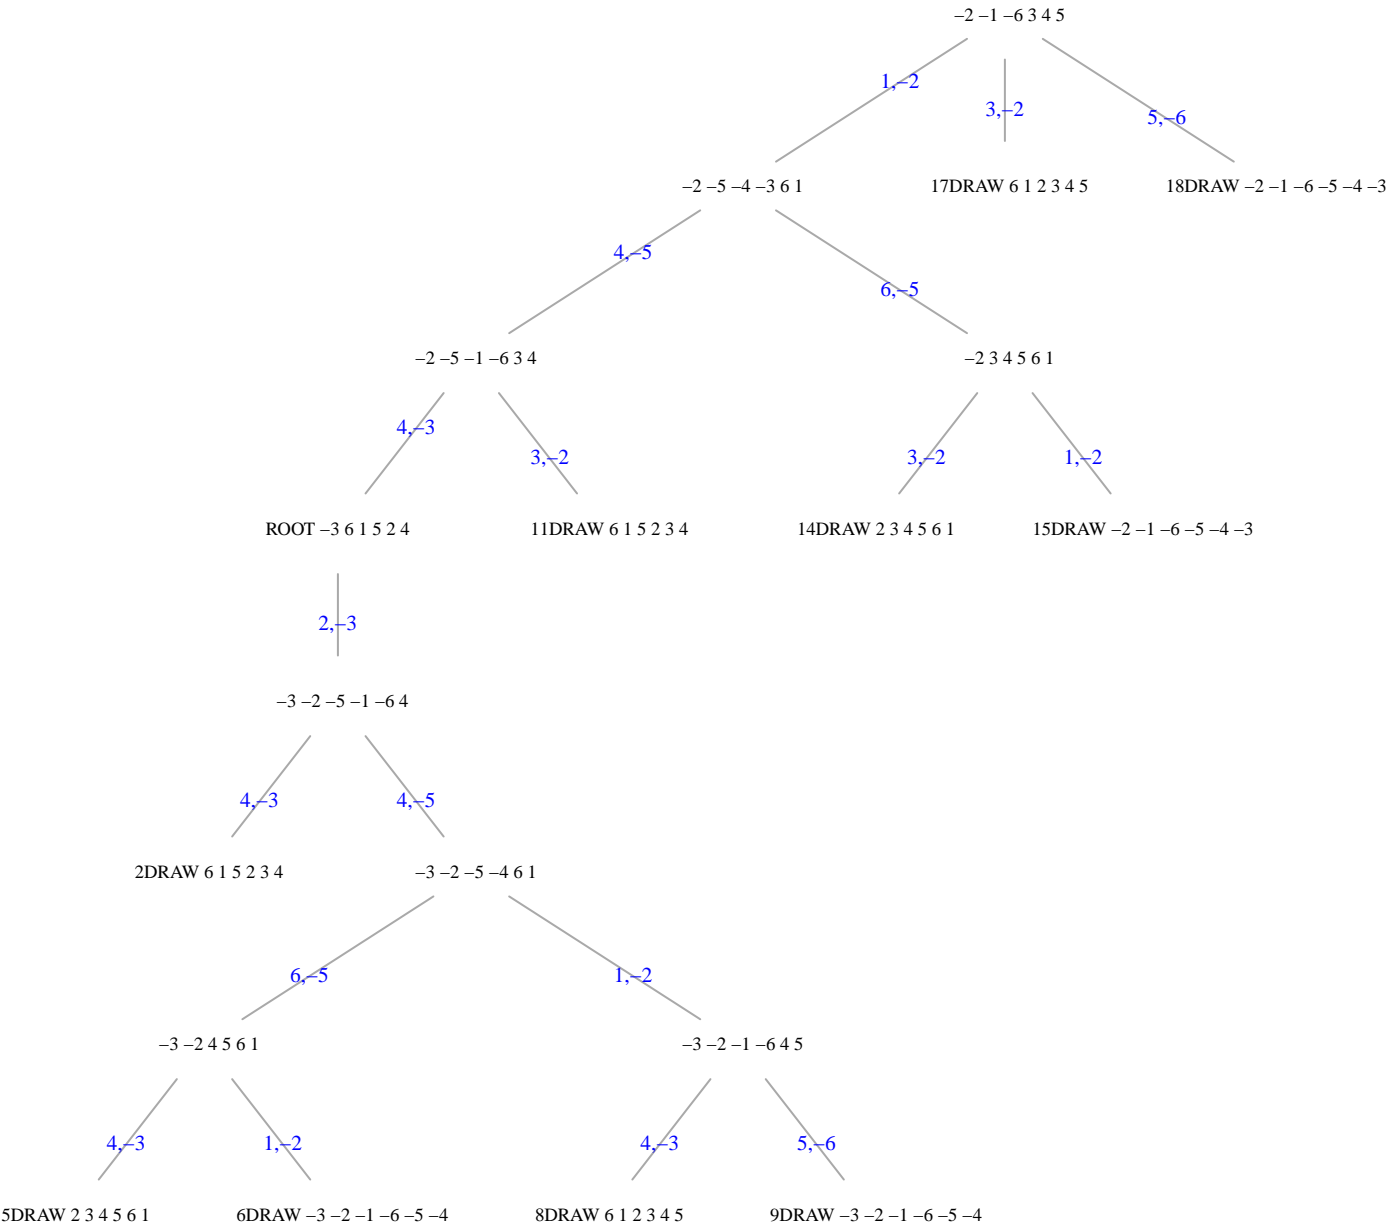 –2 –1 –6 3 4 5
1,–2
3,–2
5,–6
–2 –5 –4 –3 6 1
17DRAW 6 1 2 3 4 5
18DRAW –2 –1 –6 –5 –4 –3
4,–5
6,–5
–2 –5 –1 –6 3 4
–2 3 4 5 6 1
4,–3
3,–2
3,–2
1,–2
ROOT –3 6 1 5 2 4
11DRAW 6 1 5 2 3 4
14DRAW 2 3 4 5 6 1
15DRAW –2 –1 –6 –5 –4 –3
2,–3
–3 –2 –5 –1 –6 4
4,–3
4,–5
2DRAW 6 1 5 2 3 4
–3 –2 –5 –4 6 1
6,–5
1,–2
–3 –2 4 5 6 1
–3 –2 –1 –6 4 5
4,–3
1,–2
4,–3
5,–6
5DRAW 2 3 4 5 6 1
6DRAW –3 –2 –1 –6 –5 –4
8DRAW 6 1 2 3 4 5
9DRAW –3 –2 –1 –6 –5 –4